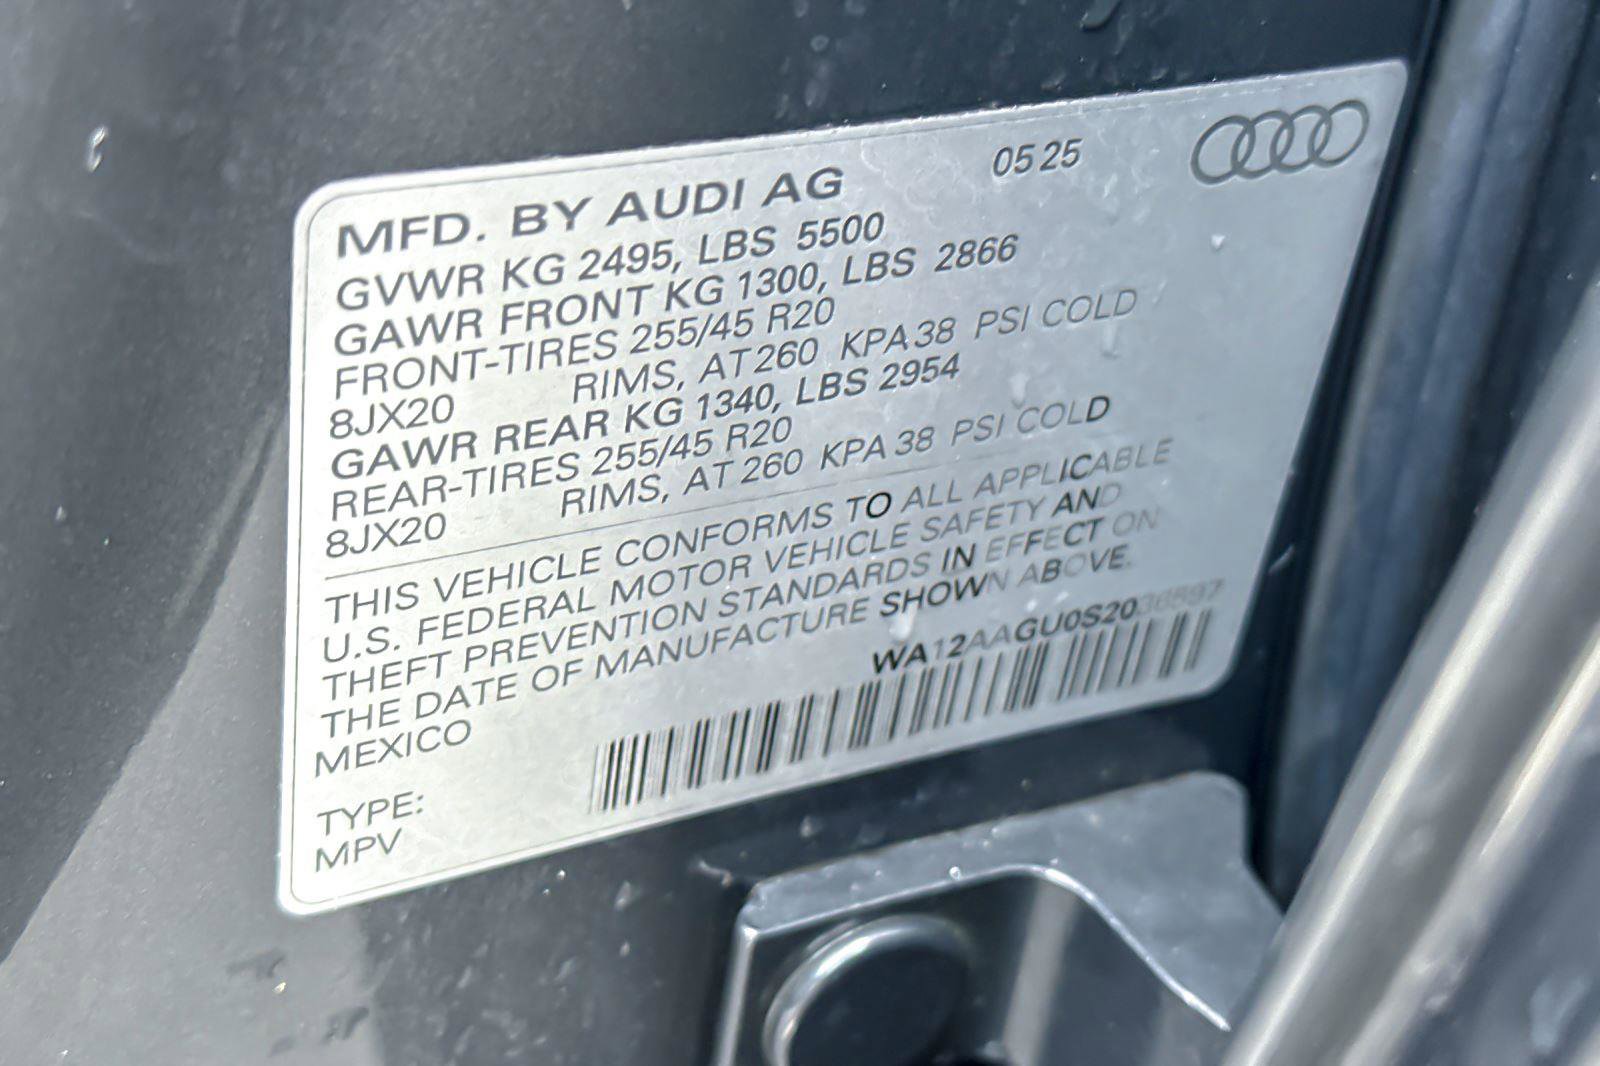 05 25
MFD. BY AUDI AG
GVWR KG 2495, LBS 5500
GAWR FRONT KG 1300, LBS 2866
FRONT-TIRES 255/45 R20
8JX20 RIMS, AT 260 KPA 38 PSI COLD
GAWR REAR KG 1340, LBS 2954
REAR-TIRES 255/45 R20
8JX20 RIMS, AT 260 KPA 38 PSI COLD
THIS VEHICLE CONFORMS TO ALL APPLICABLE
U.S. FEDERAL MOTOR VEHICLE SAFETY AND
THEFT PREVENTION STANDARDS IN EFFECT ON
THE DATE OF MANUFACTURE SHOWN ABOVE.
MEXICO
WA12AAGU0S2036597
TYPE:
MPV